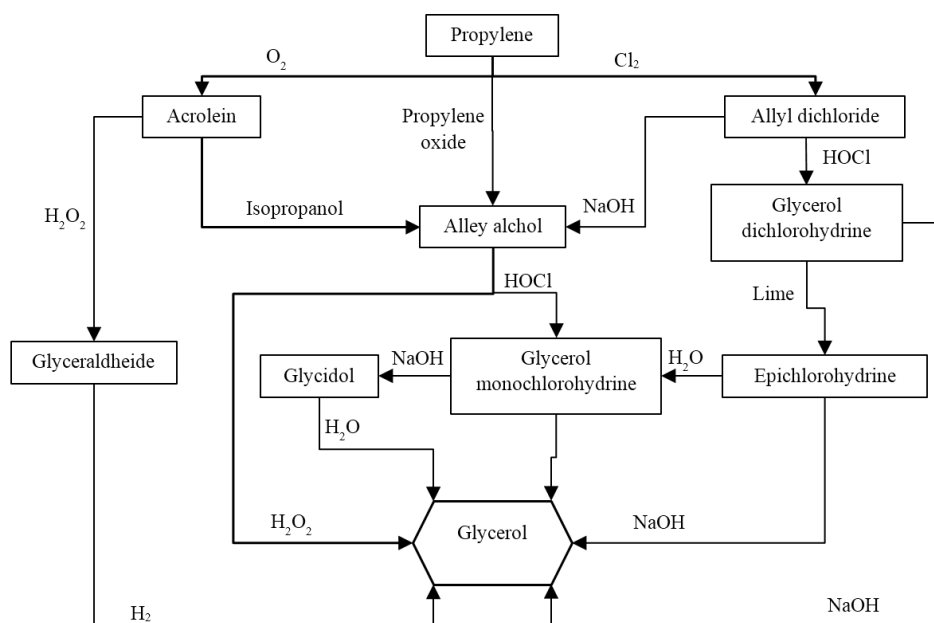 Propylene
O₂
Cl₂
Acrolein
Propylene
oxide
Allyl dichloride
HOCl
H₂O₂
Isopropanol
Alley alchol
NaOH
Glycerol
dichlorohydrine
HOCl
Lime
Glyceraldheide
Glycidol
NaOH
Glycerol
monochlorohydrine
H₂O
Epichlorohydrine
H₂O
H₂O₂
Glycerol
NaOH
H₂
NaOH